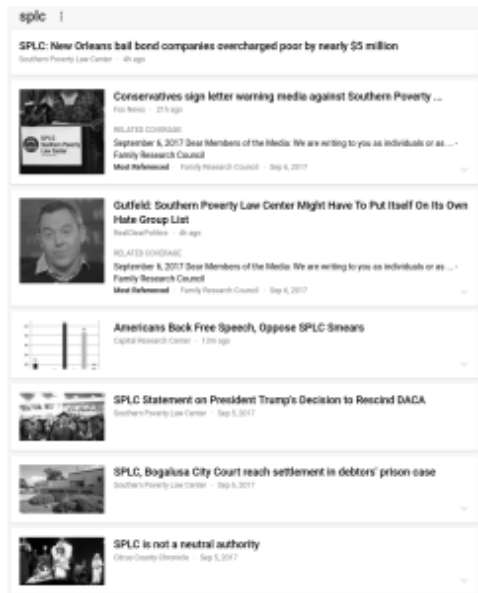 splc
SPLC: New Orleans bail bond companies overcharged poor by nearly $5 million
Southern Poverty Law Center · 4h ago
Conservatives sign letter warning media against Southern Poverty ...
Fox News · 21h ago
RELATED COVERAGE
September 6, 2017 Dear Members of the Media: We are writing to you as individuals or as ... -
Family Research Council
Most Referenced · Family Research Council · Sep 6, 2017
SPLC
Southern Poverty
Law Center
Gutfeld: Southern Poverty Law Center Might Have To Put Itself On Its Own
Hate Group List
RealClearPolitics · 4h ago
RELATED COVERAGE
September 6, 2017 Dear Members of the Media: We are writing to you as individuals or as ... -
Family Research Council
Most Referenced · Family Research Council · Sep 6, 2017
Americans Back Free Speech, Oppose SPLC Smears
Capital Research Center · ago
SPLC Statement on President Trump's Decision to Rescind DACA
Southern Poverty Law Center · Sep 5, 2017
SPLC, Bogalusa City Court reach settlement in debtors' prison case
Southern Poverty Law Center · Sep 6, 2017
SPLC is not a neutral authority
Citrus County Chronicle · Sep 5, 2017